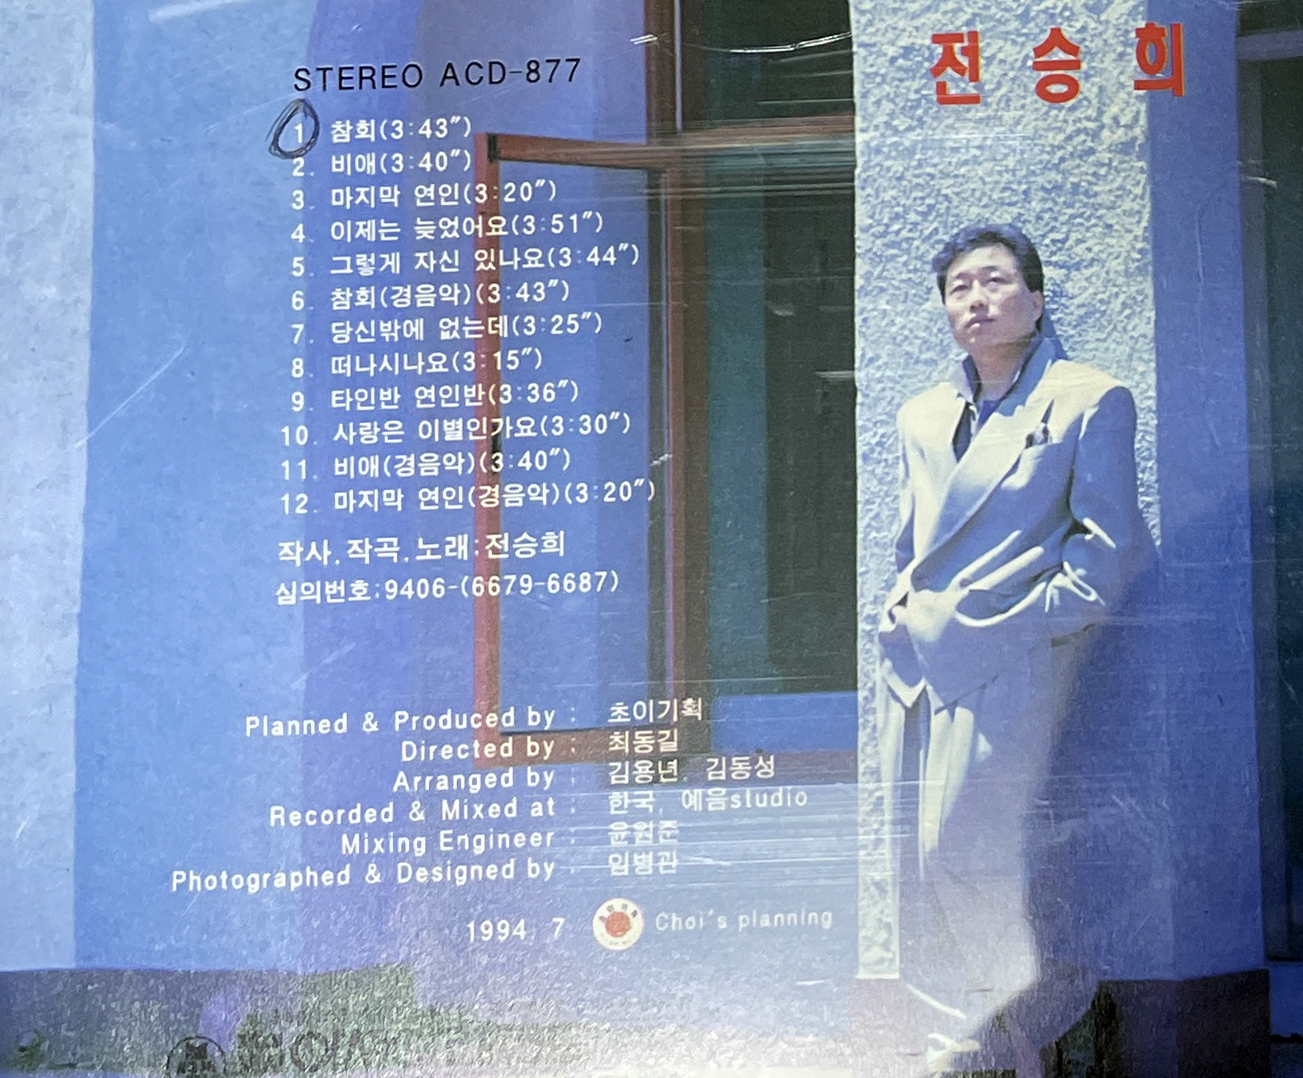 전승희
STEREO ACD-877
1. 참회(3:43")
2. 비애(3:40")
3. 마지막 연인(3:20")
4. 이제는 늦었어요(3:51")
5. 그렇게 자신 있나요(3:44")
6. 참회(경음악)(3:43")
7. 당신밖에 없는데(3:25")
8. 떠나시나요(3:15")
9. 타인반 연인반(3:36")
10. 사랑은 이별인가요(3:30")
11. 비애(경음악)(3:40")
12. 마지막 연인(경음악)(3:20")
작사.작곡.노래;전승희
심의번호;9406-(6679-6687)
Planned & Produced by : 초이기획
Directed by : 최동길
Arranged by : 김용년. 김동성
Recorded & Mixed at : 한국. 예음studio
Mixing Engineer : 윤원준
Photographed & Designed by : 임병관
1994. 7 Choi's planning